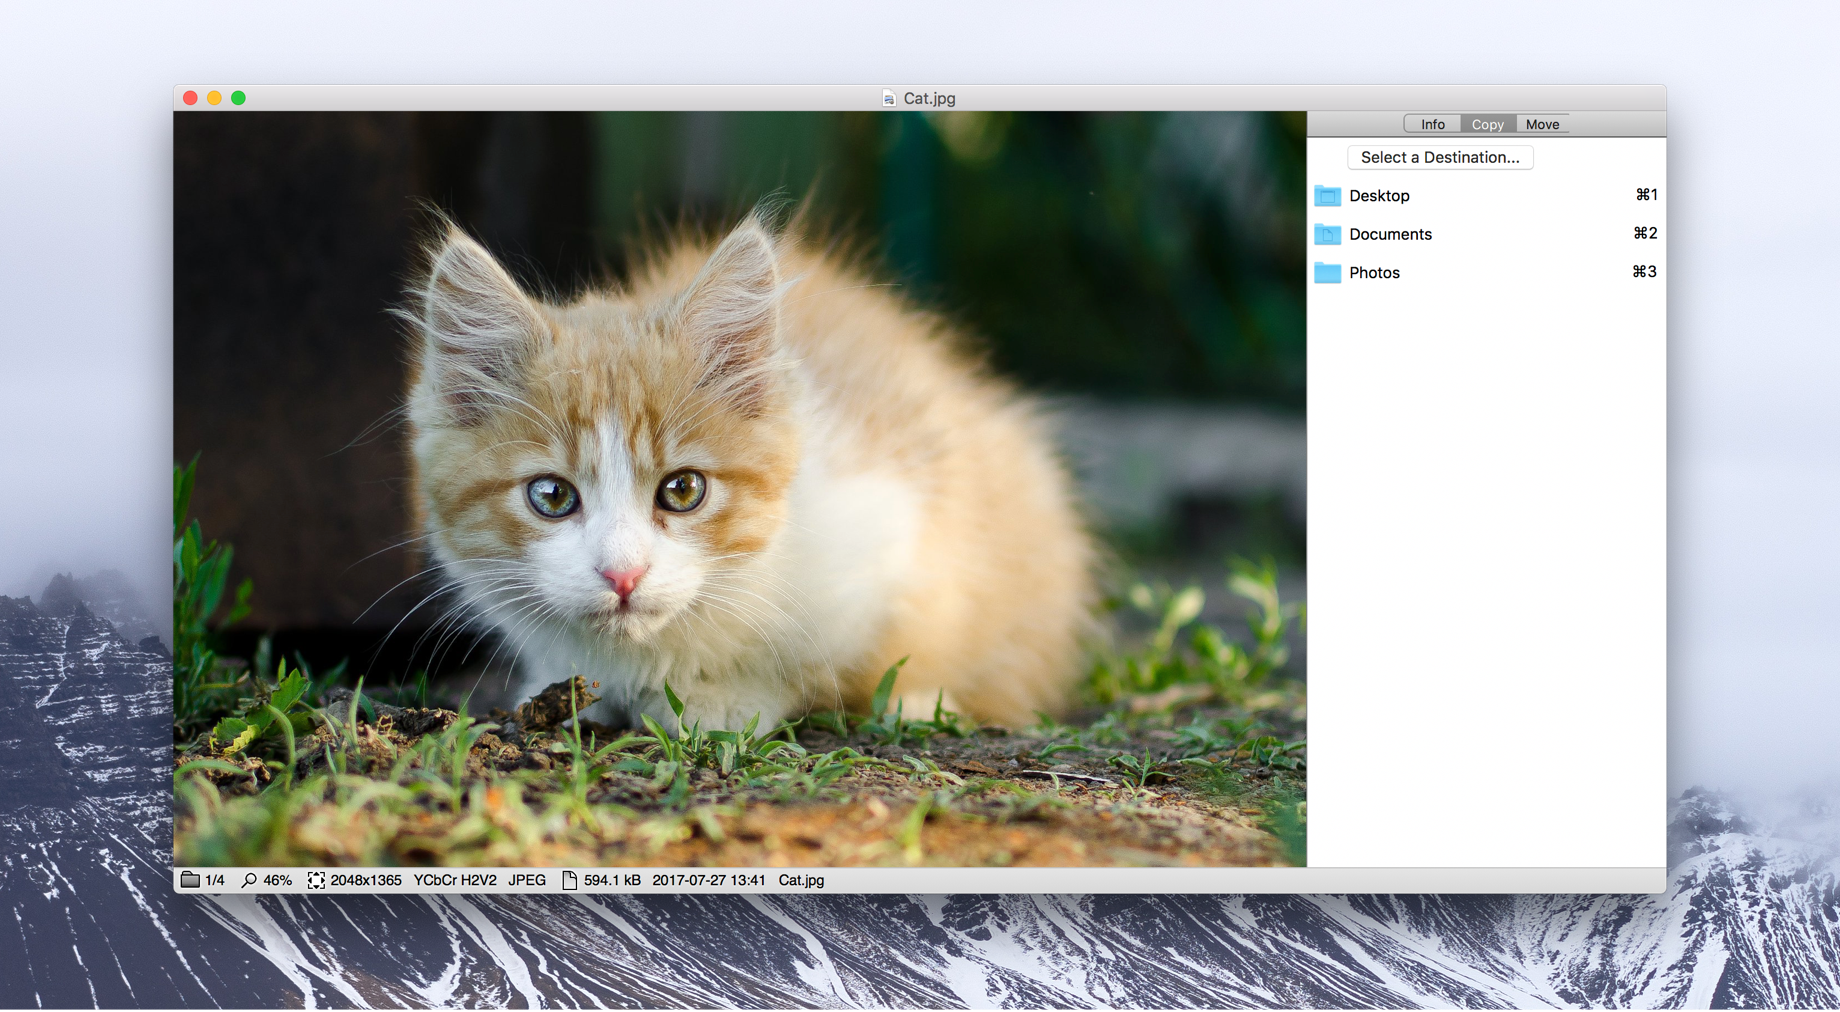 Cat.jpg
Info Copy Move
Select a Destination...
Desktop ⌘1
Documents ⌘2
Photos ⌘3
1/4 46% 2048x1365 YCbCr H2V2 JPEG 594.1 kB 2017-07-27 13:41 Cat.jpg